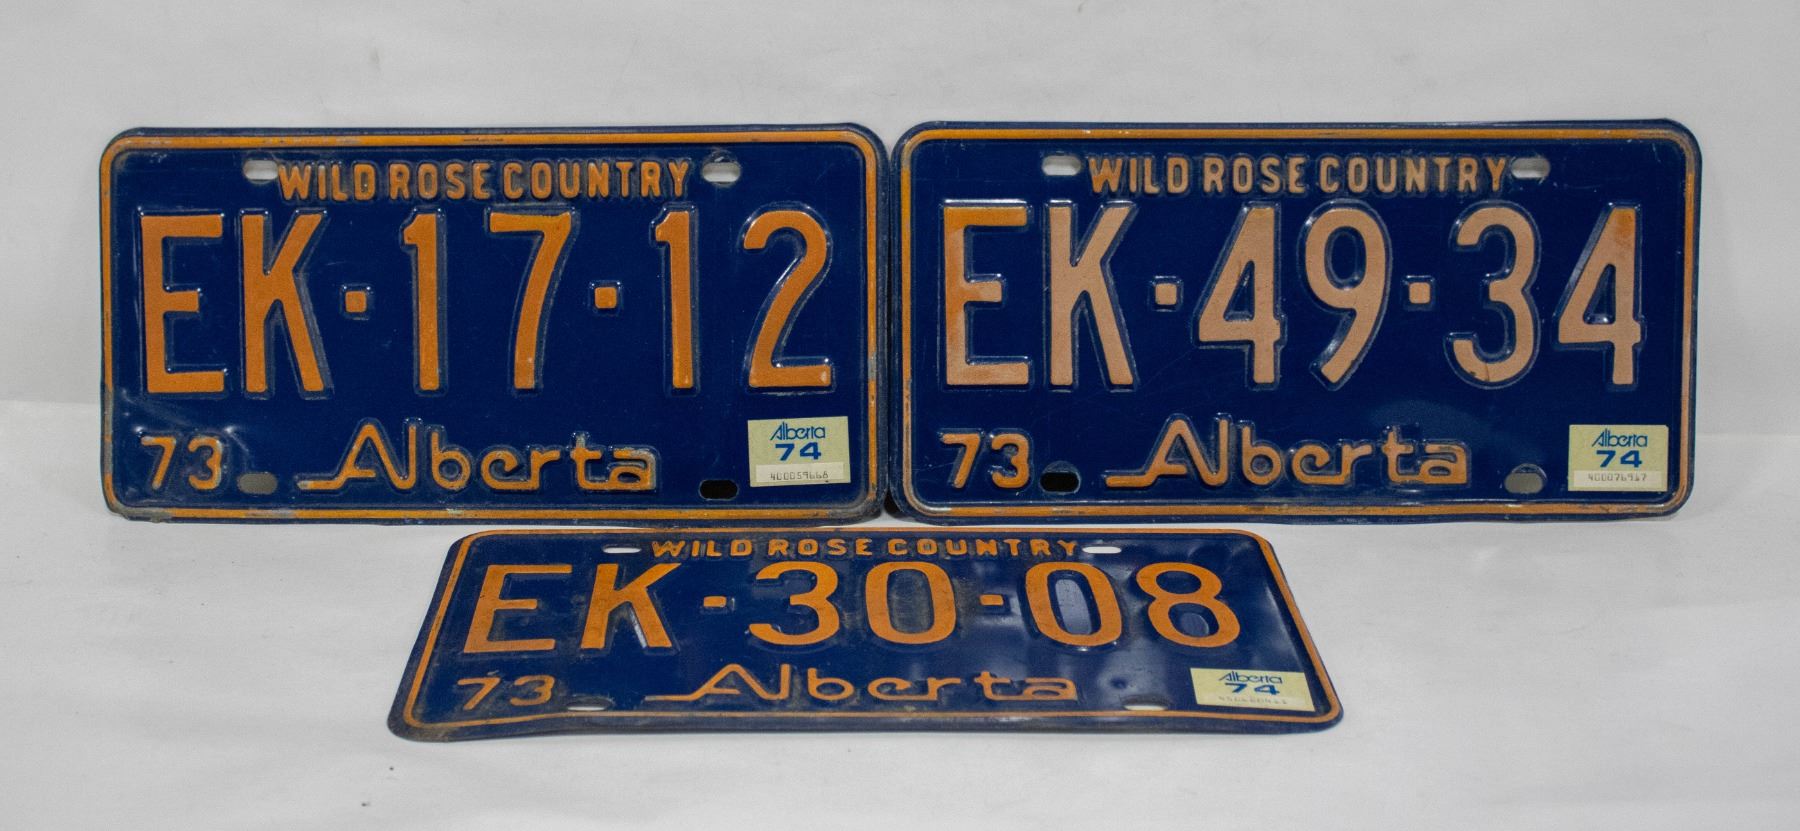 WILD ROSE COUNTRY
EK·17·12
73 Alberta
Alberta
74
400059668
WILD ROSE COUNTRY
EK·49·34
73 Alberta
Alberta
74
400076967
WILD ROSE COUNTRY
EK·30·08
73 Alberta
Alberta
74